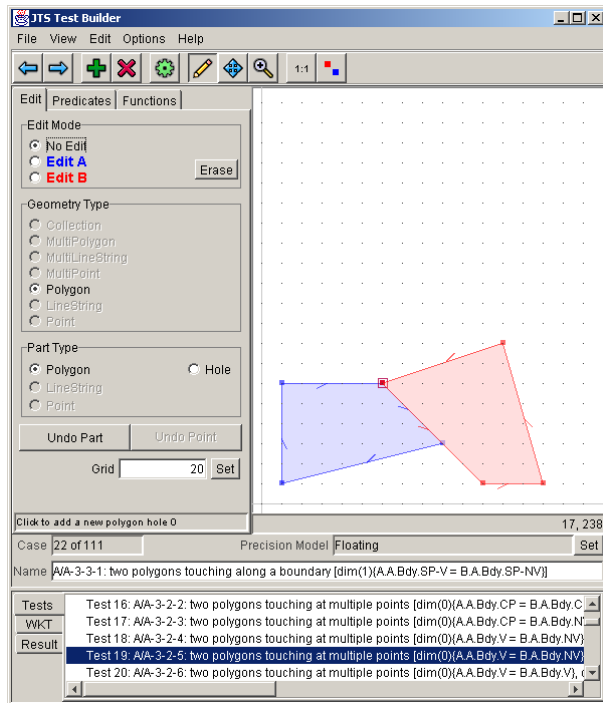 JTS Test Builder
File View Edit Options Help
1:1
Edit Predicates Functions
Edit Mode
No Edit
Edit A
Edit B
Erase
Geometry Type
Collection
MultiPolygon
MultiLineString
MultiPoint
Polygon
LineString
Point
Part Type
Polygon Hole
LineString
Point
Undo Part Undo Point
Grid 20 Set
Click to add a new polygon hole 0
17, 238
Case 22 of 111 Precision Model Floating Set
Name A/A-3-3-1: two polygons touching along a boundary [dim(1){A.A.Bdy.SP-V = B.A.Bdy.SP-NV}]
Tests
WKT
Result
Test 16: A/A-3-2-2: two polygons touching at multiple points [dim(0){A.A.Bdy.CP = B.A.Bdy.C
Test 17: A/A-3-2-3: two polygons touching at multiple points [dim(0){A.A.Bdy.CP = B.A.Bdy.N
Test 18: A/A-3-2-4: two polygons touching at multiple points [dim(0){A.A.Bdy.V = B.A.Bdy.NV}
Test 19: A/A-3-2-5: two polygons touching at multiple points [dim(0){A.A.Bdy.V = B.A.Bdy.NV}
Test 20: A/A-3-2-6: two polygons touching at multiple points [dim(0){A.A.Bdy.V = B.A.Bdy.V},